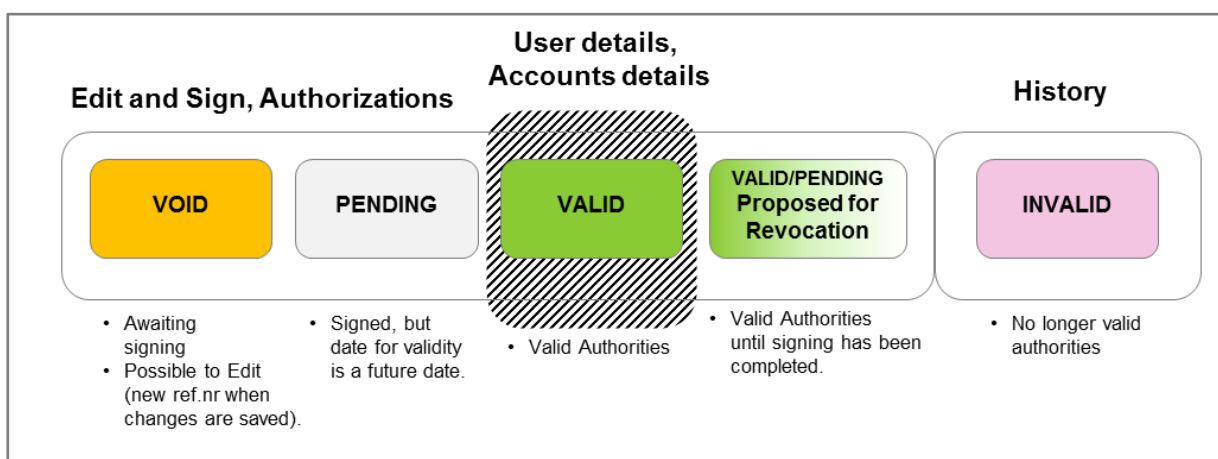 User details,
Accounts details
Edit and Sign, Authorizations
History
VOID
PENDING
VALID
VALID/PENDING
Proposed for
Revocation
INVALID
• Awaiting
signing
• Possible to Edit
(new ref.nr when
changes are saved).
• Signed, but
date for validity
is a future date.
• Valid Authorities
• Valid Authorities
until signing has been
completed.
• No longer valid
authorities